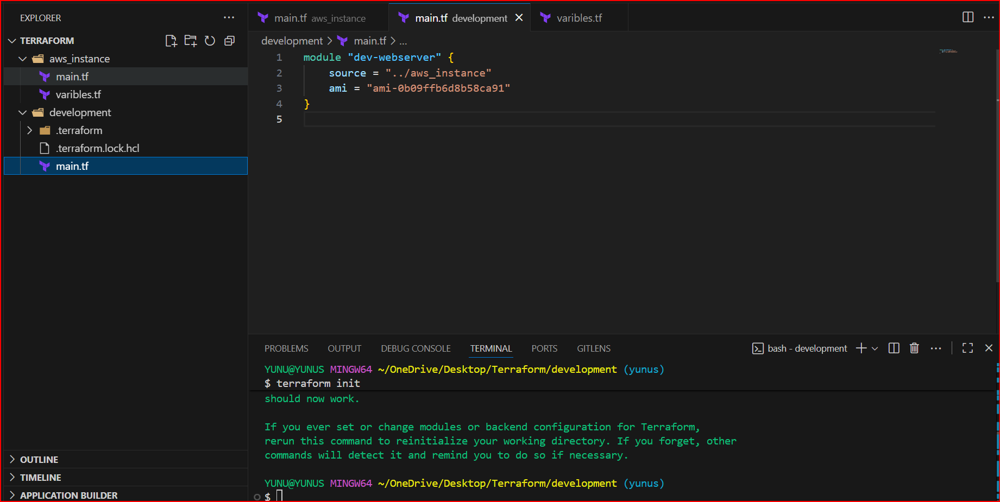 EXPLORER
TERRAFORM
aws_instance
main.tf
varibles.tf
development
.terraform
.terraform.lock.hcl
main.tf
OUTLINE
TIMELINE
APPLICATION BUILDER
main.tf aws_instance
main.tf development
varibles.tf
development > main.tf > ...
1 module "dev-webserver" {
2     source = "../aws_instance"
3     ami = "ami-0b09ffb6d8b58ca91"
4 }
5
PROBLEMS OUTPUT DEBUG CONSOLE TERMINAL PORTS GITLENS
bash - development
YUNU@YUNUS MINGW64 ~/OneDrive/Desktop/Terraform/development (yunus)
$ terraform init
should now work.
If you ever set or change modules or backend configuration for Terraform,
rerun this command to reinitialize your working directory. If you forget, other
commands will detect it and remind you to do so if necessary.
YUNU@YUNUS MINGW64 ~/OneDrive/Desktop/Terraform/development (yunus)
$